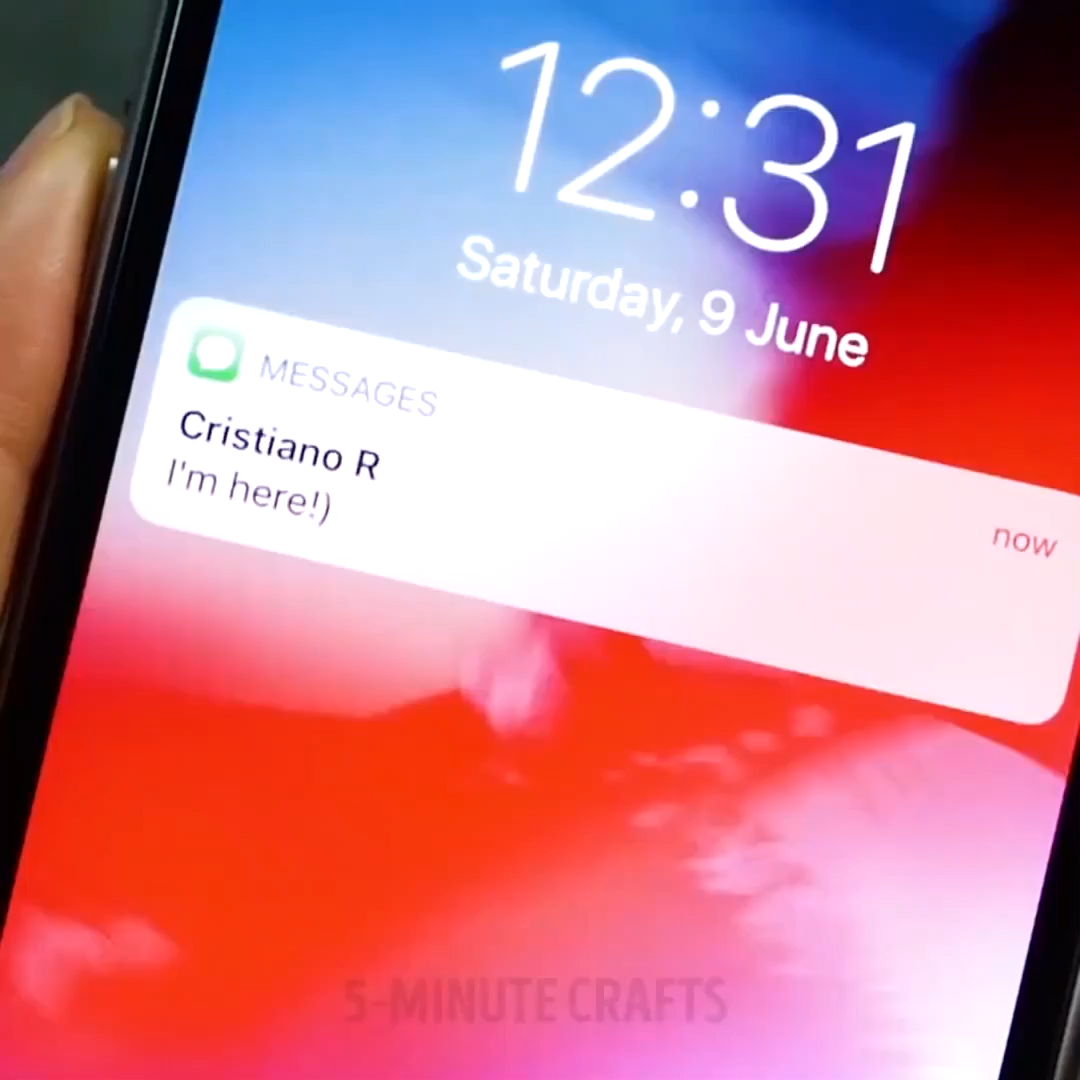 12:31
Saturday, 9 June
MESSAGES
Cristiano R
I'm here!)
now
5-MINUTE CRAFTS